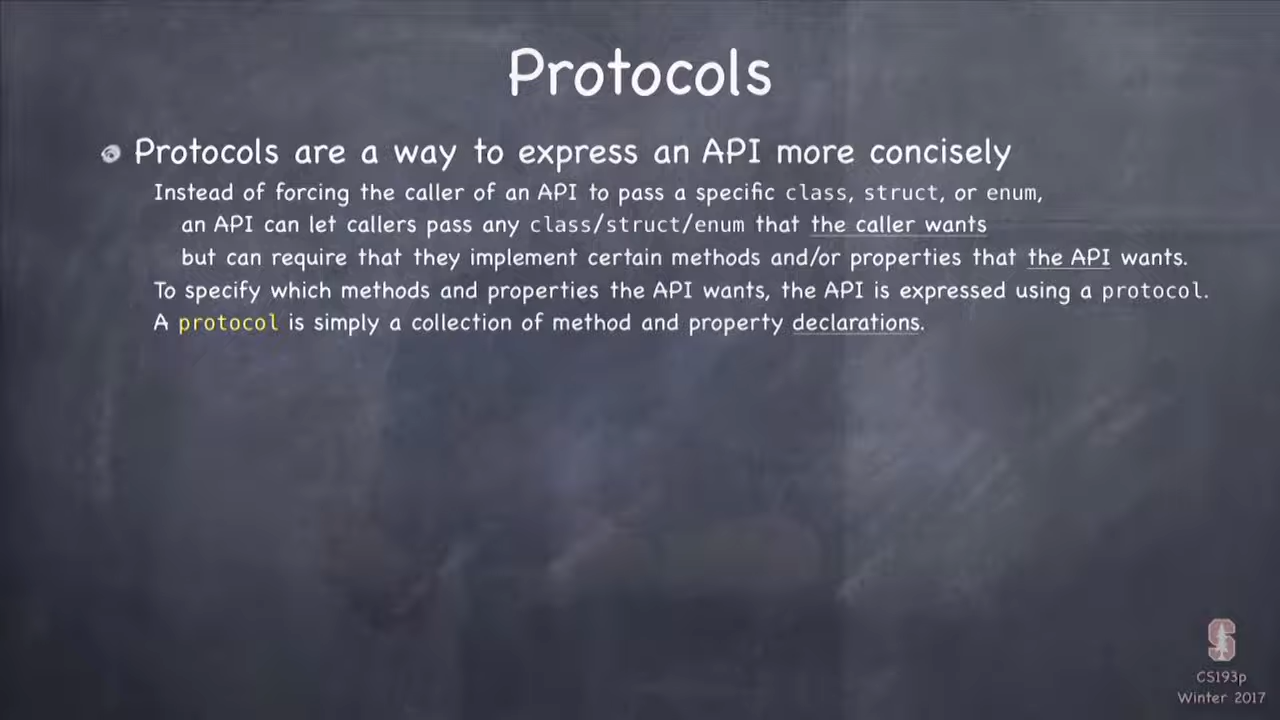 Protocols
Protocols are a way to express an API more concisely
Instead of forcing the caller of an API to pass a specific class, struct, or enum,
an API can let callers pass any class/struct/enum that the caller wants
but can require that they implement certain methods and/or properties that the API wants.
To specify which methods and properties the API wants, the API is expressed using a protocol.
A protocol is simply a collection of method and property declarations.
S
CS193p
Winter 2017